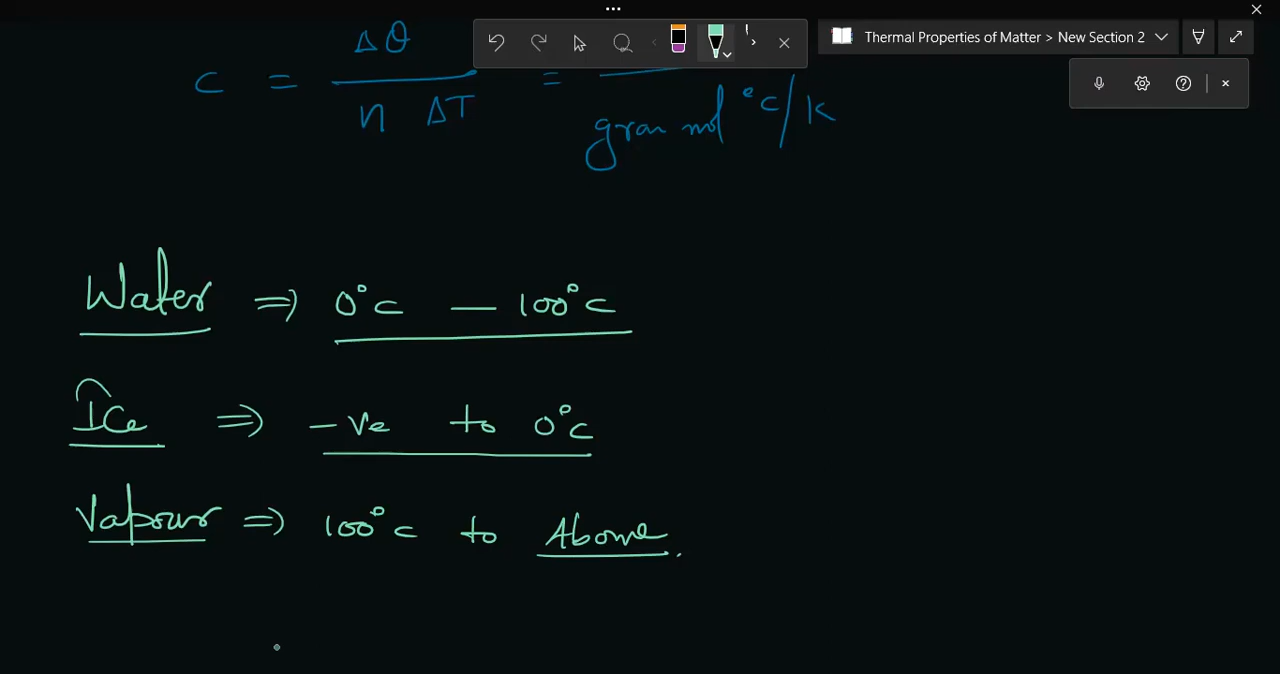 Thermal Properties of Matter > New Section 2
c = Δθ / n ΔT =
gram mol °C/K
Water ⇒ 0°C — 100°C
Ice ⇒ -ve to 0°C
Vapour ⇒ 100°C to Above.